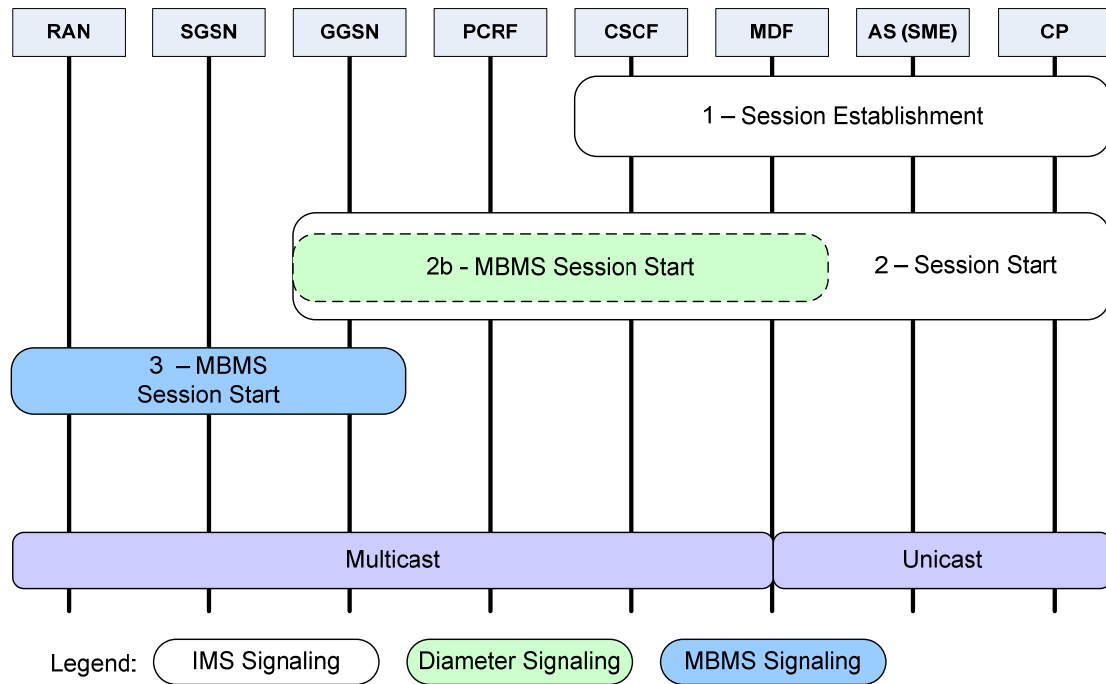 RAN SGSN GGSN PCRF CSCF MDF AS (SME) CP
1 – Session Establishment
2b - MBMS Session Start
2 – Session Start
3 – MBMS
Session Start
Multicast
Unicast
Legend: IMS Signaling Diameter Signaling MBMS Signaling